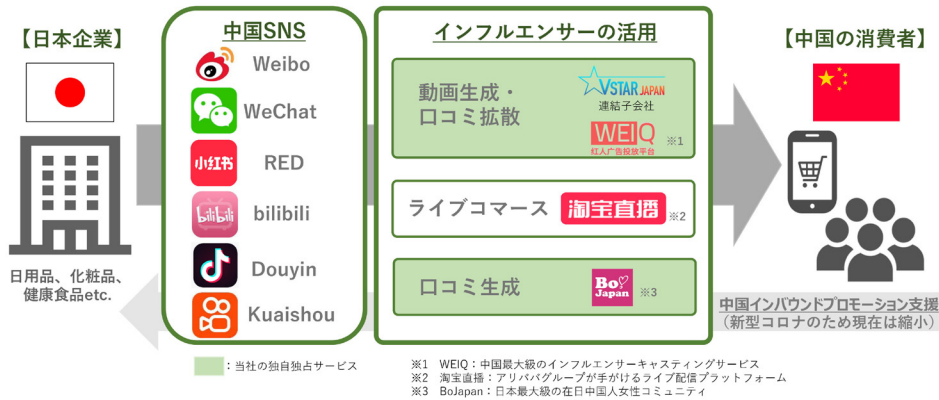 【日本企業】
日用品、化粧品、
健康食品etc.
中国SNS
Weibo
WeChat
小红书
RED
bilibili
bilibili
Douyin
Kuaishou
インフルエンサーの活用
動画生成・
口コミ拡散
VSTAR JAPAN
連結子会社
WEIQ
红人广告投放平台
※1
ライブコマース
淘宝直播
※2
口コミ生成
Bo
Japan
※3
【中国の消費者】
中国インバウンドプロモーション支援
（新型コロナのため現在は縮小）
：当社の独自独占サービス
※1 WEIQ：中国最大級のインフルエンサーキャスティングサービス
※2 淘宝直播：アリババグループが手がけるライブ配信プラットフォーム
※3 BoJapan：日本最大級の在日中国人女性コミュニティ